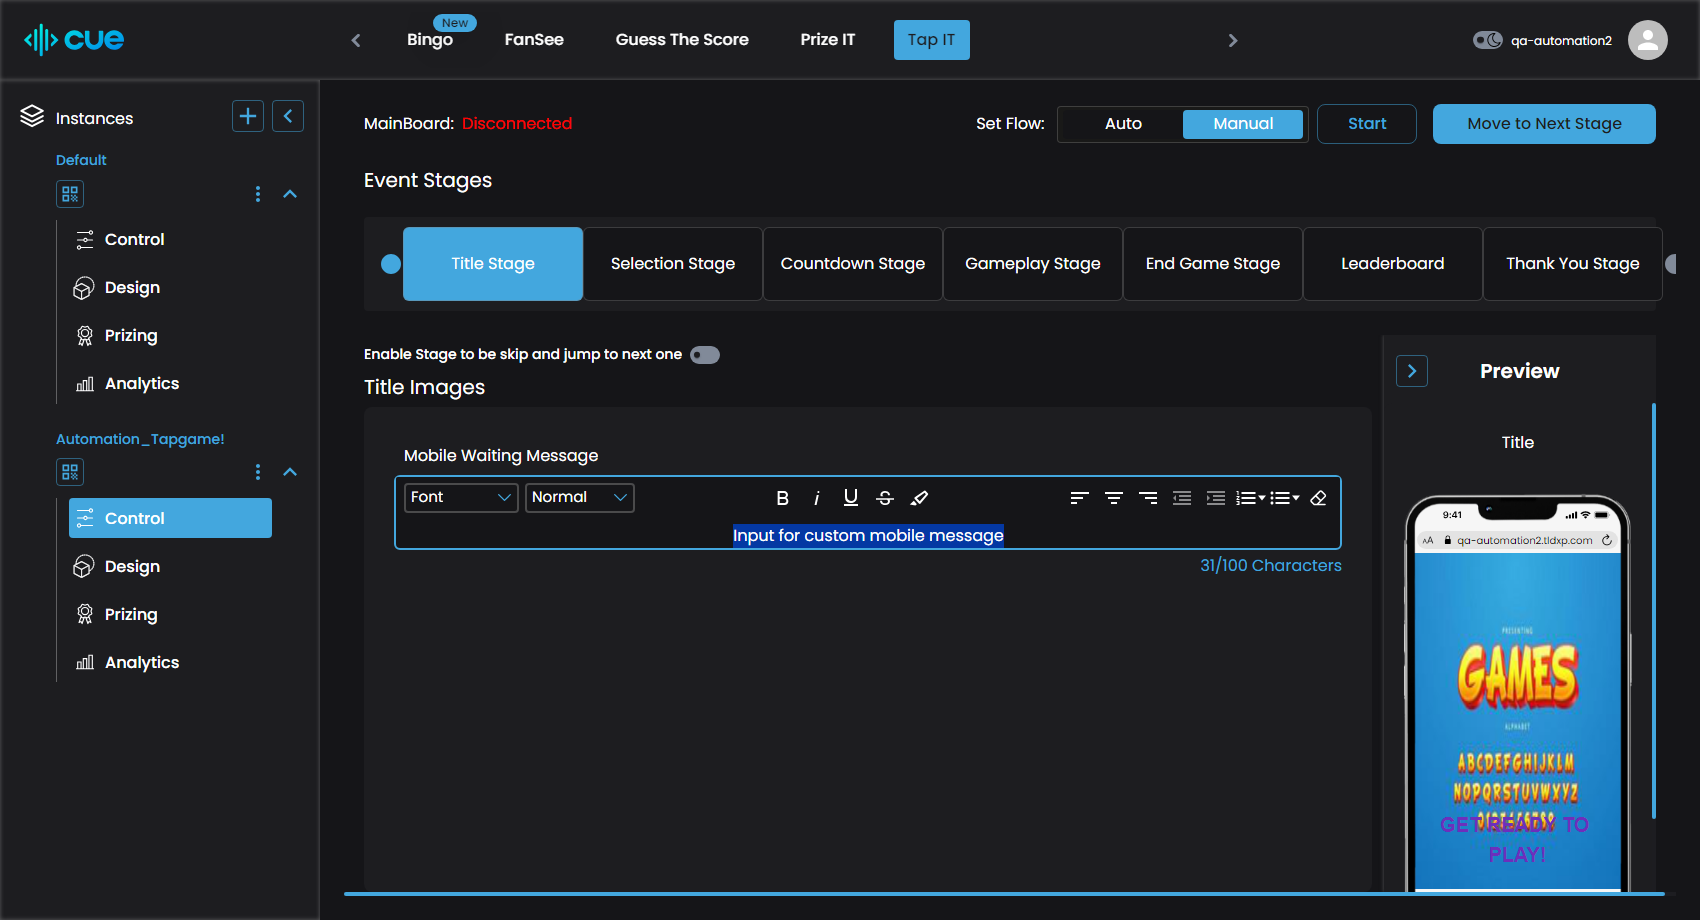 cue
Bingo
New
FanSee
Guess The Score
Prize IT
Tap IT
qa-automation2
Instances
Default
Control
Design
Prizing
Analytics
Automation_Tapgame!
Control
Design
Prizing
Analytics
MainBoard: Disconnected
Set Flow:
Auto
Manual
Start
Move to Next Stage
Event Stages
Title Stage
Selection Stage
Countdown Stage
Gameplay Stage
End Game Stage
Leaderboard
Thank You Stage
Enable Stage to be skip and jump to next one
Title Images
Mobile Waiting Message
Font
Normal
B i U S
Input for custom mobile message
31/100 Characters
Preview
Title
9:41
AA qa-automation2.tldxp.com
PRESENTING
GAMES
ALPHABET
ABCDEFGHIJKLM
NOPQRSTUVWXYZ
GET READY TO
PLAY!